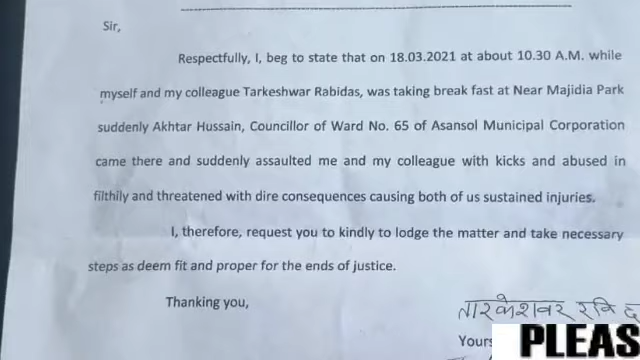 Sir,
Respectfully, I, beg to state that on 18.03.2021 at about 10.30 A.M. while
myself and my colleague Tarkeshwar Rabidas, was taking break fast at Near Majidia Park
suddenly Akhtar Hussain, Councillor of Ward No. 65 of Asansol Municipal Corporation
came there and suddenly assaulted me and my colleague with kicks and abused in
filthily and threatened with dire consequences causing both of us sustained injuries.
I, therefore, request you to kindly to lodge the matter and take necessary
steps as deem fit and proper for the ends of justice.
Thanking you,
तारकेशवर रवि द
Yours
PLEAS